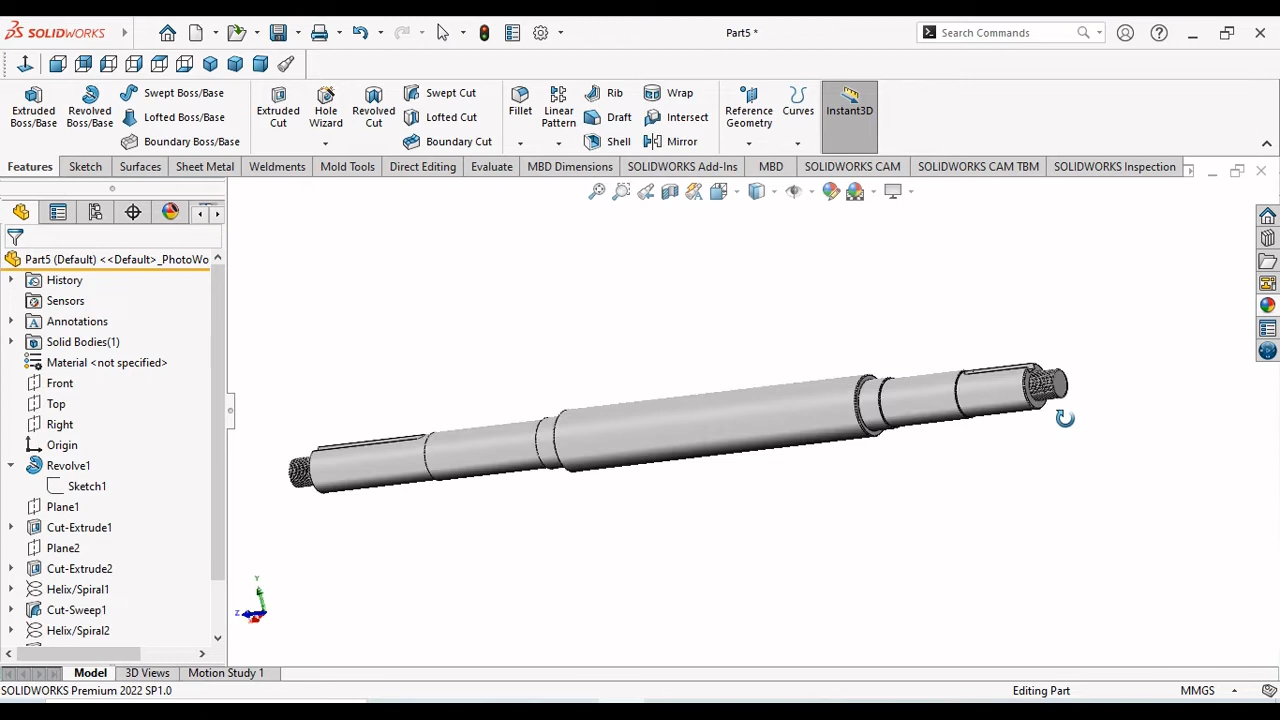 SOLIDWORKS
Part5 *
Search Commands
Extruded Boss/Base
Revolved Boss/Base
Swept Boss/Base
Lofted Boss/Base
Boundary Boss/Base
Extruded Cut
Hole Wizard
Revolved Cut
Swept Cut
Lofted Cut
Boundary Cut
Fillet
Linear Pattern
Rib
Draft
Shell
Wrap
Intersect
Mirror
Reference Geometry
Curves
Instant3D
Features
Sketch
Surfaces
Sheet Metal
Weldments
Mold Tools
Direct Editing
Evaluate
MBD Dimensions
SOLIDWORKS Add-Ins
MBD
SOLIDWORKS CAM
SOLIDWORKS CAM TBM
SOLIDWORKS Inspection
Part5 (Default) <<Default>_PhotoWo
History
Sensors
Annotations
Solid Bodies(1)
Material <not specified>
Front
Top
Right
Origin
Revolve1
Sketch1
Plane1
Cut-Extrude1
Plane2
Cut-Extrude2
Helix/Spiral1
Cut-Sweep1
Helix/Spiral2
Y
Z
Model
3D Views
Motion Study 1
SOLIDWORKS Premium 2022 SP1.0
Editing Part
MMGS